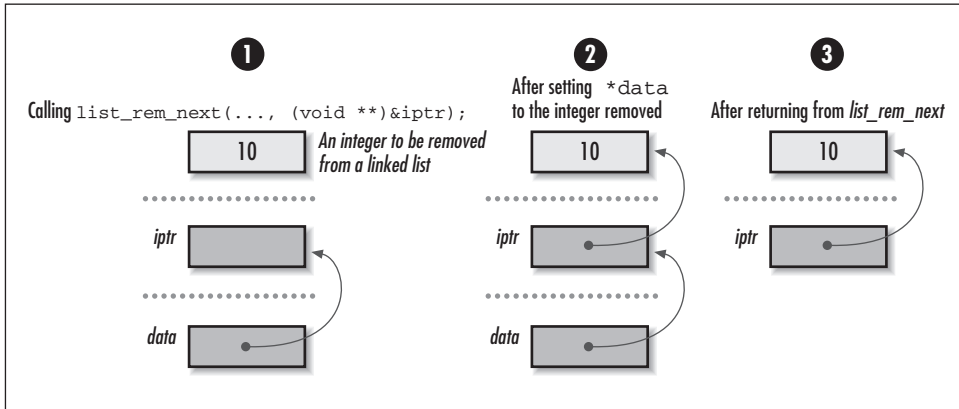 1
Calling list_rem_next(..., (void **)&iptr);
10
An integer to be removed
from a linked list
iptr
data
2
After setting *data
to the integer removed
10
iptr
data
3
After returning from list_rem_next
10
iptr